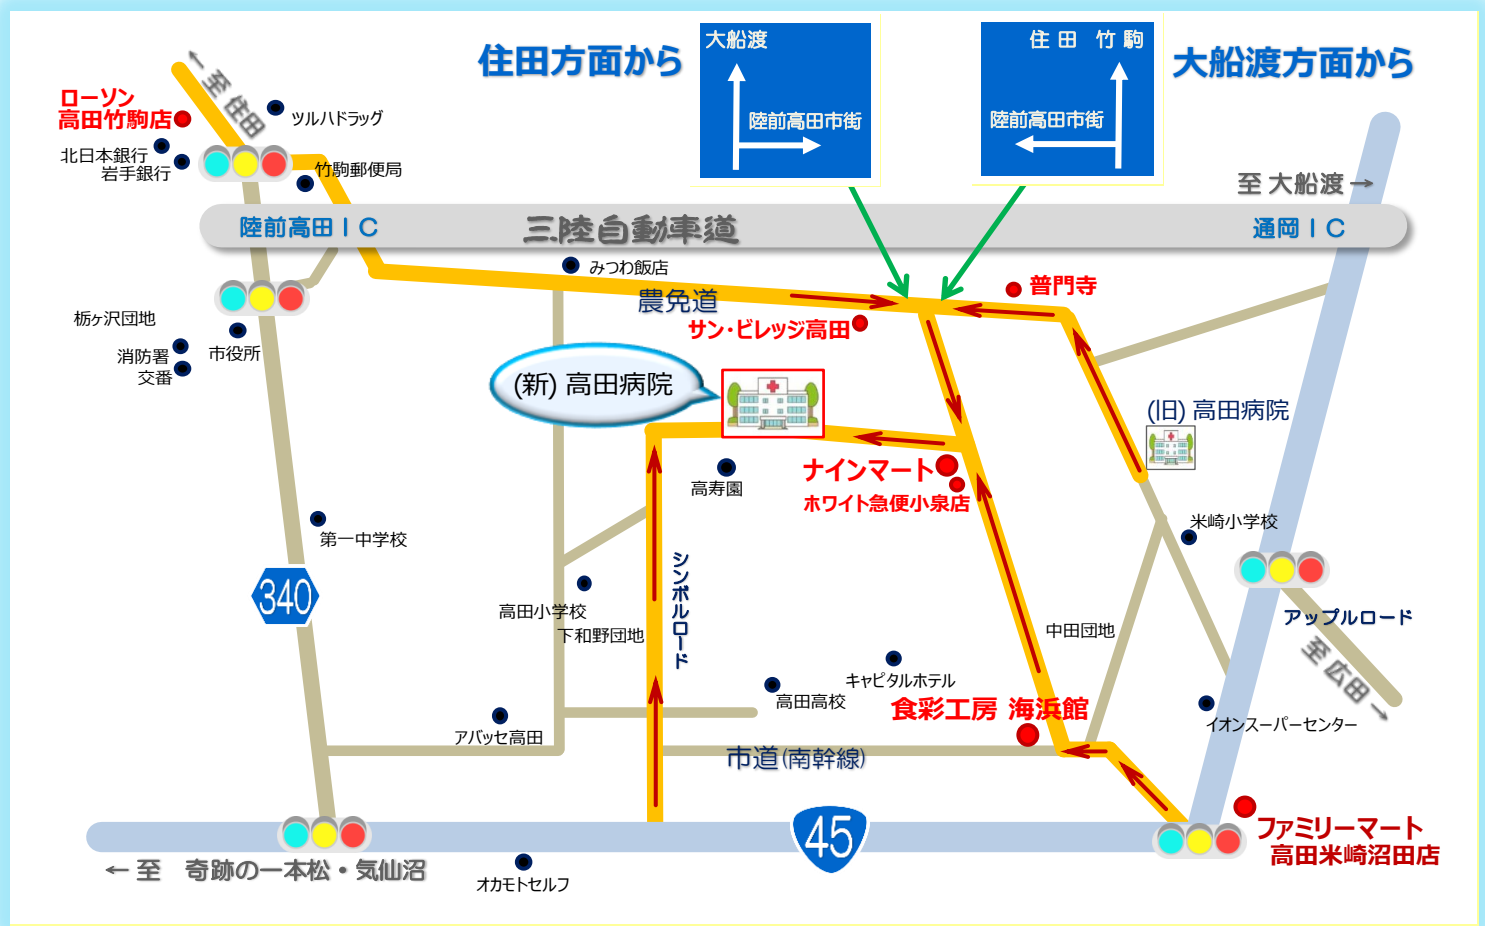 住田方面から
大船渡
陸前高田市街
住田 竹駒
陸前高田市街
大船渡方面から
← 至 住田
ローソン
高田竹駒店
ツルハドラッグ
北日本銀行
岩手銀行
竹駒郵便局
至 大船渡 →
陸前高田IC
三陸自動車道
通岡IC
みつわ飯店
農免道
普門寺
サン・ビレッジ高田
栃ヶ沢団地
市役所
消防署
交番
(新) 高田病院
(旧) 高田病院
ナインマート
ホワイト急便小泉店
高寿園
第一中学校
米崎小学校
340
シンボルロード
高田小学校
下和野団地
中田団地
アップルロード
至 広田 →
キャピタルホテル
高田高校
食彩工房 海浜館
イオンスーパーセンター
アバッセ高田
市道(南幹線)
45
ファミリーマート
高田米崎沼田店
← 至 奇跡の一本松・気仙沼
オカモトセルフ